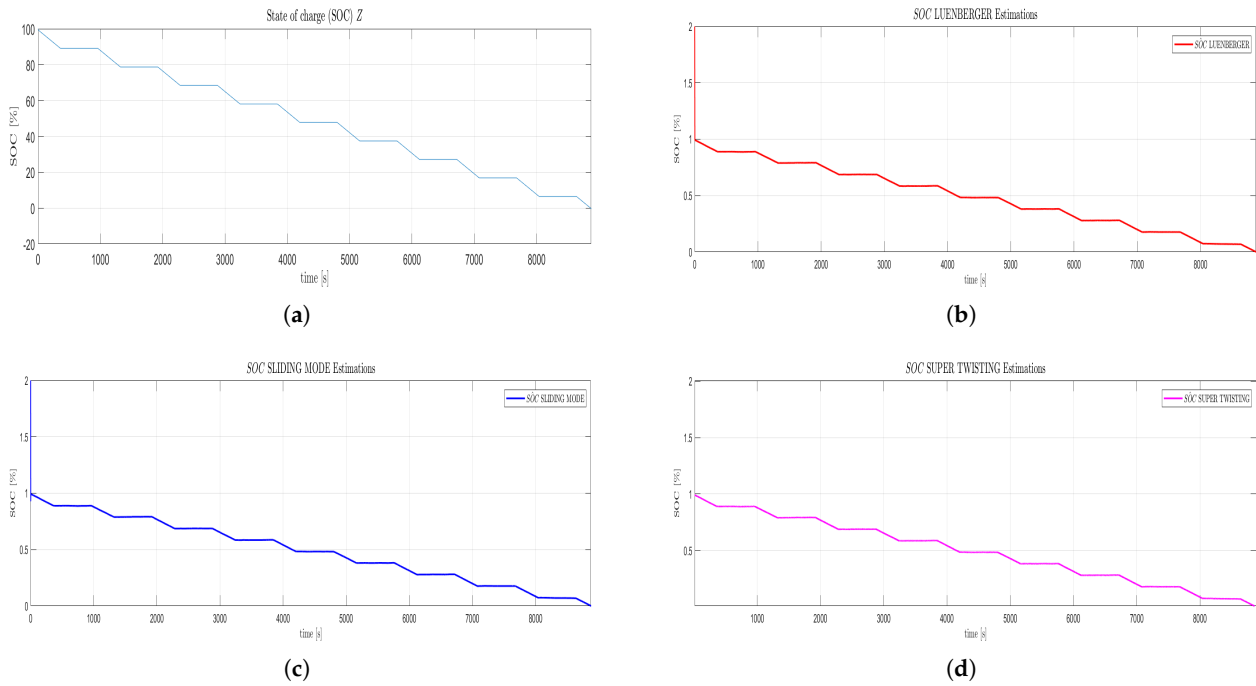 State of charge (SOC) Z
SOC [%]
100
80
60
40
20
0
-20
0 1000 2000 3000 4000 5000 6000 7000 8000
time [s]
(a)
SOC LUENBERGER Estimations
SÔC LUENBERGER
SOC [%]
2
1.5
1
0.5
0
0 1000 2000 3000 4000 5000 6000 7000 8000
time [s]
(b)
SOC SLIDING MODE Estimations
SÔC SLIDING MODE
SOC [%]
2
1.5
1
0.5
0
0 1000 2000 3000 4000 5000 6000 7000 8000
time [s]
(c)
SOC SUPER TWISTING Estimations
SÔC SUPER TWISTING
SOC [%]
2
1.5
1
0.5
1000 2000 3000 4000 5000 6000 7000 8000
time [s]
(d)